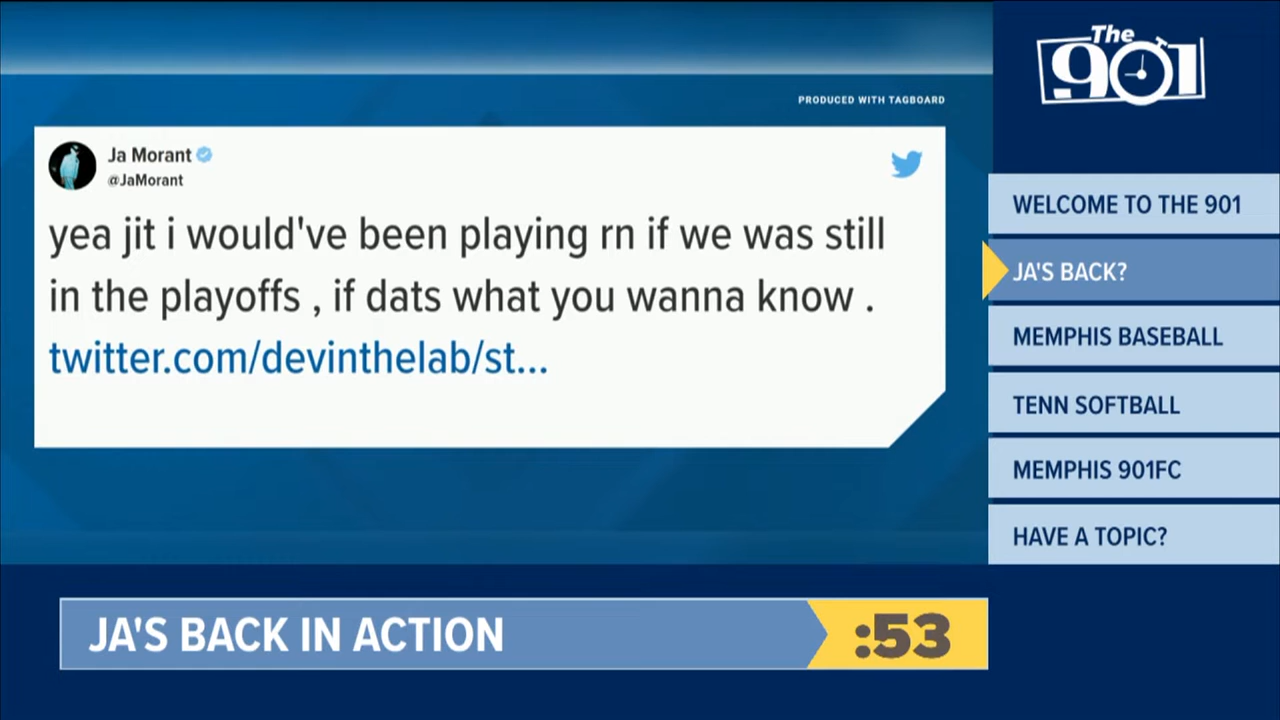 PRODUCED WITH TAGBOARD
Ja Morant
@JaMorant
yea jit i would've been playing rn if we was still
in the playoffs , if dats what you wanna know .
twitter.com/devinthelab/st...
The
901
WELCOME TO THE 901
JA'S BACK?
MEMPHIS BASEBALL
TENN SOFTBALL
MEMPHIS 901FC
HAVE A TOPIC?
JA'S BACK IN ACTION
:53